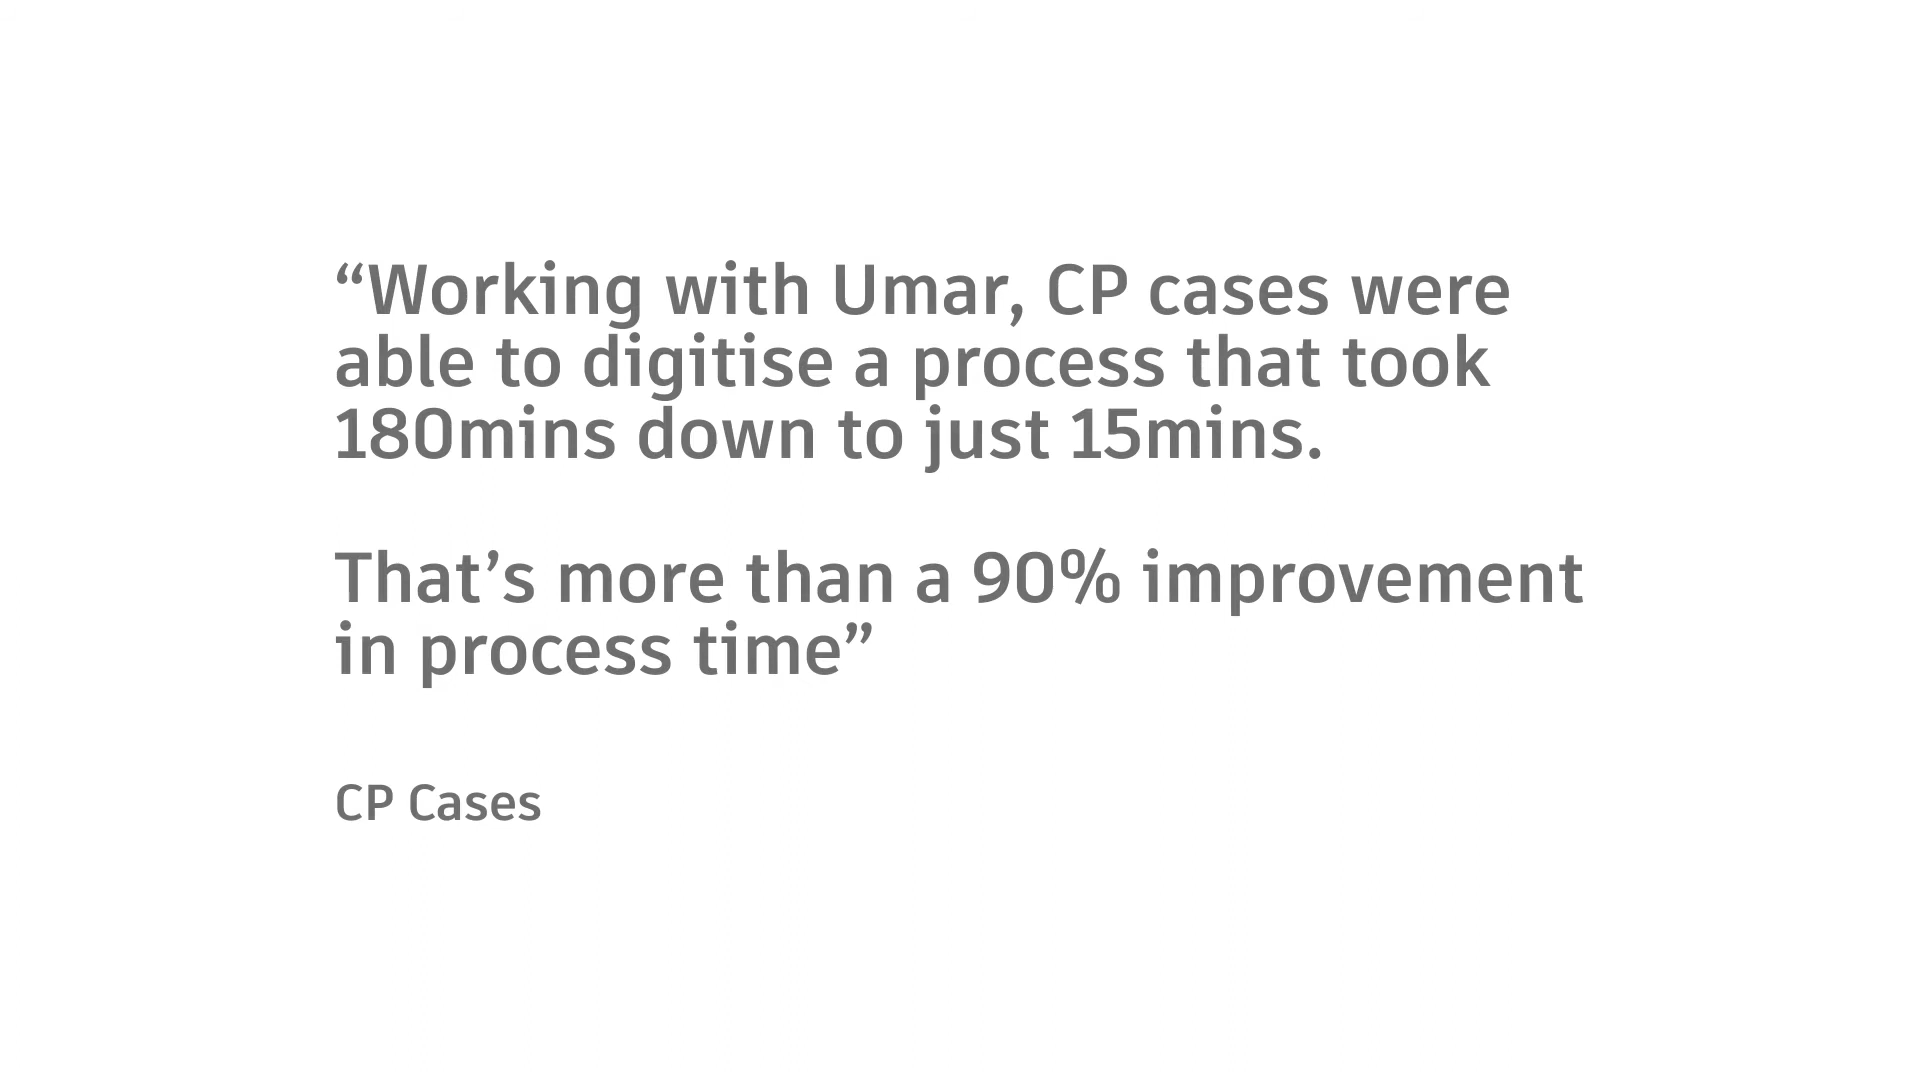 “Working with Umar, CP cases were
able to digitise a process that took
180mins down to just 15mins.
That’s more than a 90% improvement
in process time”
CP Cases